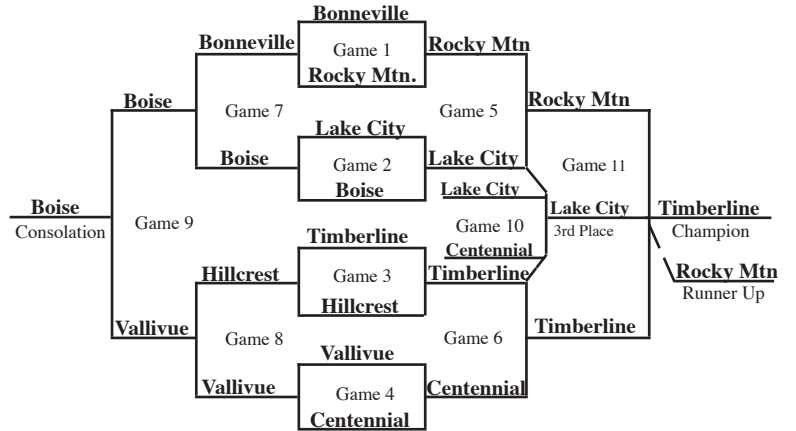 Bonneville
Bonneville
Game 1
Rocky Mtn
Rocky Mtn.
Boise
Game 7
Game 5
Rocky Mtn
Lake City
Boise
Game 2
Lake City
Game 11
Boise
Lake City
Boise
Consolation
Game 9
Game 10
Lake City
3rd Place
Timberline
Champion
Timberline
Centennial
Hillcrest
Game 3
Timberline
Rocky Mtn
Runner Up
Hillcrest
Vallivue
Game 8
Game 6
Timberline
Vallivue
Vallivue
Game 4
Centennial
Centennial